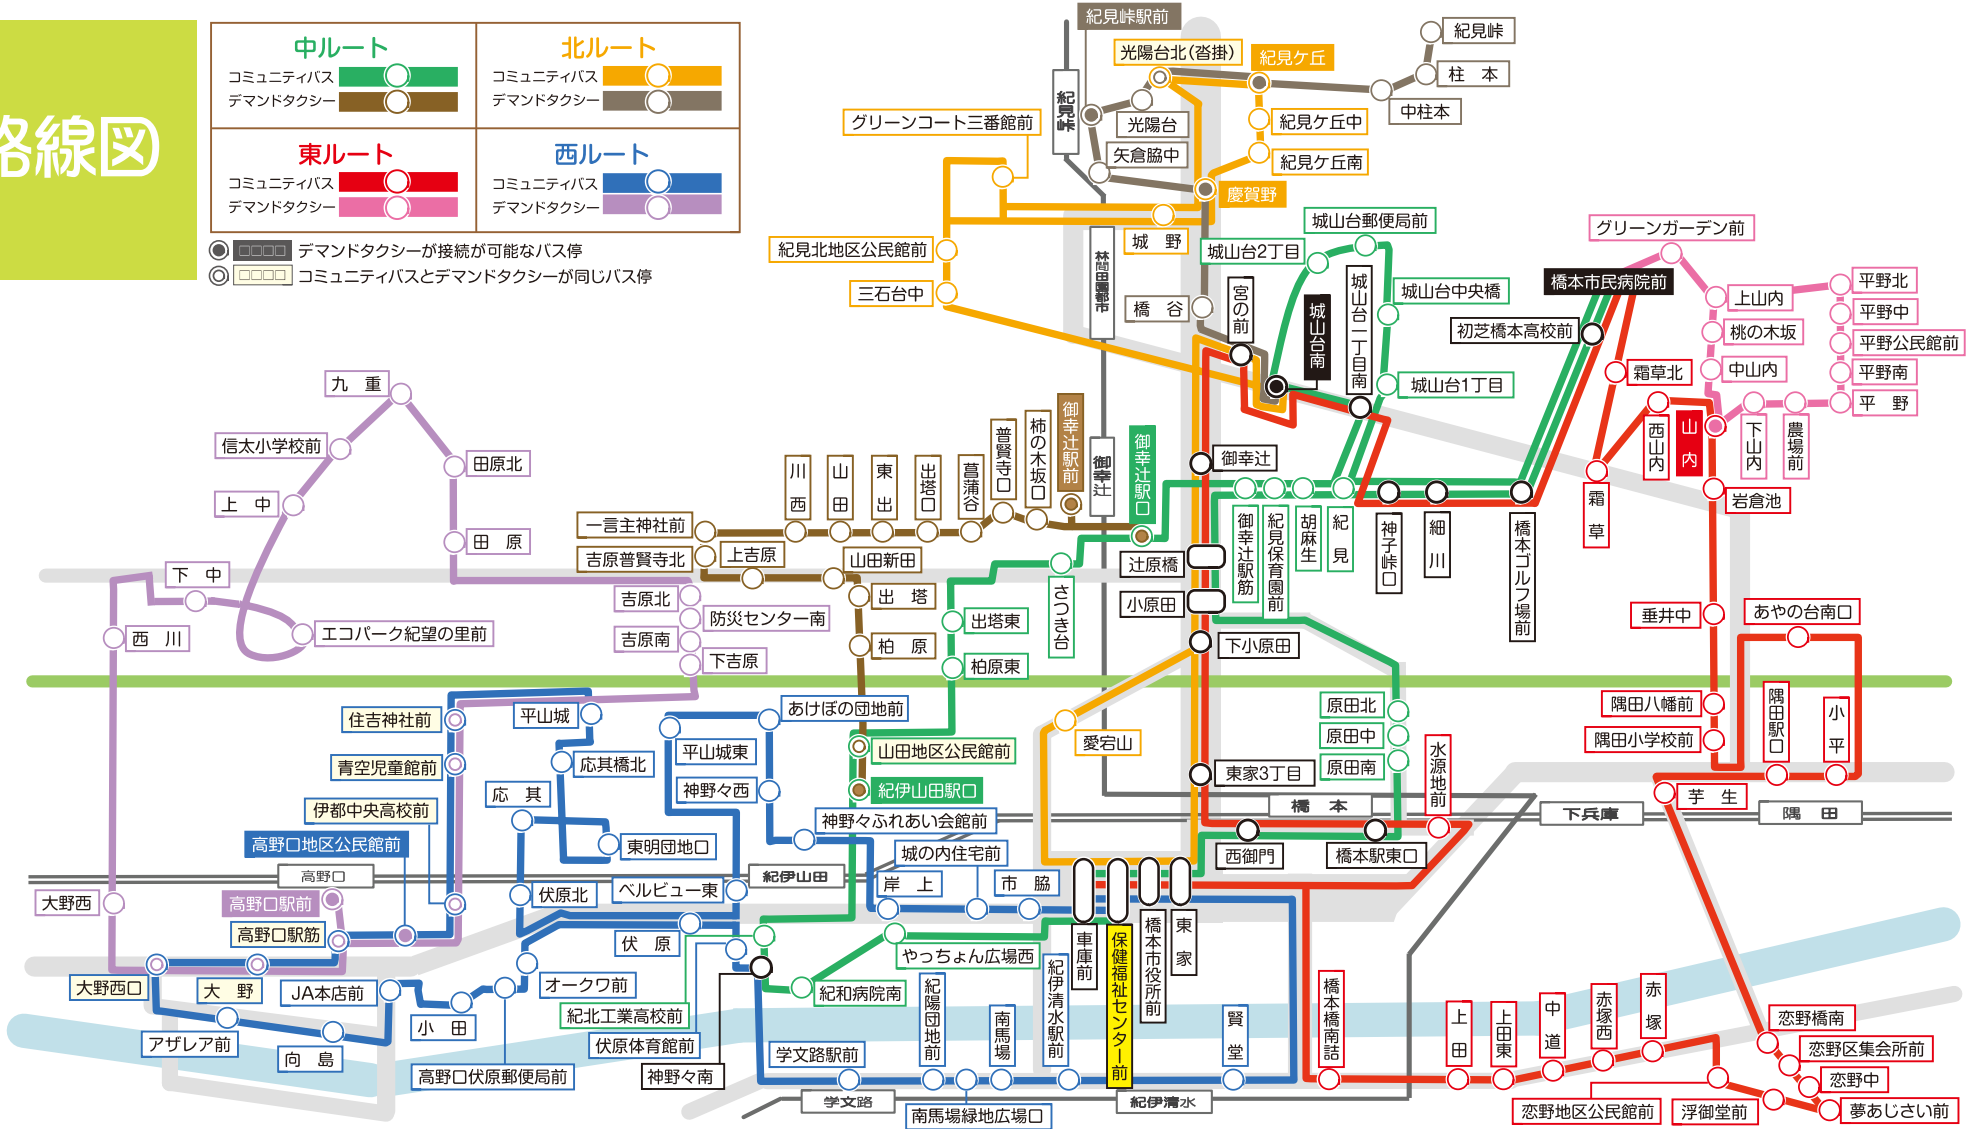 路線図
中ルート
コミュニティバス
デマンドタクシー
北ルート
コミュニティバス
デマンドタクシー
東ルート
コミュニティバス
デマンドタクシー
西ルート
コミュニティバス
デマンドタクシー
□□□□ デマンドタクシーが接続が可能なバス停
□□□□ コミュニティバスとデマンドタクシーが同じバス停
紀見峠駅前
光陽台北(沓掛)
紀見ケ丘
紀見峠
柱 本
中柱本
紀見峠
光陽台
矢倉脇中
紀見ケ丘中
紀見ケ丘南
慶賀野
グリーンコート三番館前
紀見北地区公民館前
三石台中
城 野
林間田園都市
橋 谷
城山台郵便局前
城山台2丁目
宮の前
城山台南
城山台一丁目南
城山台中央橋
城山台1丁目
橋本市民病院前
初芝橋本高校前
グリーンガーデン前
上山内
桃の木坂
中山内
平野北
平野中
平野公民館前
平野南
平 野
霜草北
西山内
山内
下山内
農場前
霜草
岩倉池
九 重
信太小学校前
上 中
田原北
田 原
下 中
西 川
エコパーク紀望の里前
川西
山田
東出
出塔口
菖蒲谷
普賢寺口
柿の木坂口
御幸辻駅前
御幸辻
御幸辻駅口
御幸辻
一言主神社前
吉原普賢寺北
上吉原
山田新田
出 塔
柏 原
吉原北
防災センター南
吉原南
下吉原
さつき台
出塔東
柏原東
辻原橋
小原田
下小原田
御幸辻駅筋
紀見保育園前
胡麻生
紀見
神子峠口
細川
橋本ゴルフ場前
垂井中
あやの台南口
隅田八幡前
隅田小学校前
隅田駅口
小平
芋 生
住吉神社前
青空児童館前
伊都中央高校前
高野口地区公民館前
高野口
高野口駅前
高野口駅筋
大野西
大野西口
大 野
平山城
応其橋北
応 其
東明団地口
伏原北
ベルビュー東
伏 原
平山城東
神野々西
あけぼの団地前
山田地区公民館前
紀伊山田駅口
神野々ふれあい会館前
城の内住宅前
紀伊山田
岸 上
市 脇
愛宕山
東家3丁目
原田北
原田中
原田南
水源地前
橋 本
下兵庫
隅 田
西御門
橋本駅東口
車庫前
保健福祉センター前
橋本市役所前
東家
やっちょん広場西
紀和病院南
紀北工業高校前
伏原体育館前
神野々南
JA本店前
オークワ前
小 田
アザレア前
向 島
高野口伏原郵便局前
学文路駅前
学文路
紀陽団地前
南馬場
南馬場緑地広場口
紀伊清水駅前
紀伊清水
賢堂
橋本橋南詰
上田
上田東
中道
赤塚西
赤塚
恋野橋南
恋野区集会所前
恋野中
夢あじさい前
恋野地区公民館前
浮御堂前